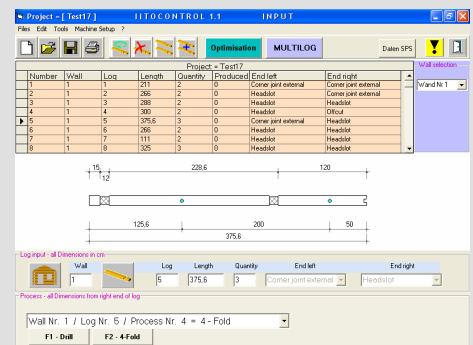 Project - [ Test17 ] HITOCONTROL 1.1 INPUT
Files Edit Tools Machine Setup ?
Optimisation MULTILOG Daten SPS
Project = Test17
Wall selection
Wand Nr 1
Number Wall Log Length Quantity Produced End left End right
1 1 1 211 2 0 Corner joint external Corner joint external
2 1 2 266 2 0 Headslot Corner joint external
3 1 3 288 2 0 Headslot Headslot
4 1 4 300 2 0 Headslot Offcut
5 1 5 375,6 3 0 Corner joint external Headslot
6 1 6 266 2 0 Headslot Headslot
7 1 7 111 2 0 Headslot Headslot
8 1 8 325 3 0 Headslot Headslot
15 228,6 120
12
125,6 200 50
375,6
Log input - all Dimensions in cm
Wall Log Length Quantity End left End right
1 5 375,6 3 Corner joint external Headslot
Process - all Dimensions from right end of log
Wall Nr. 1 / Log Nr. 5 / Process Nr. 4 = 4 - Fold
F1 - Drill F2 - 4-Fold